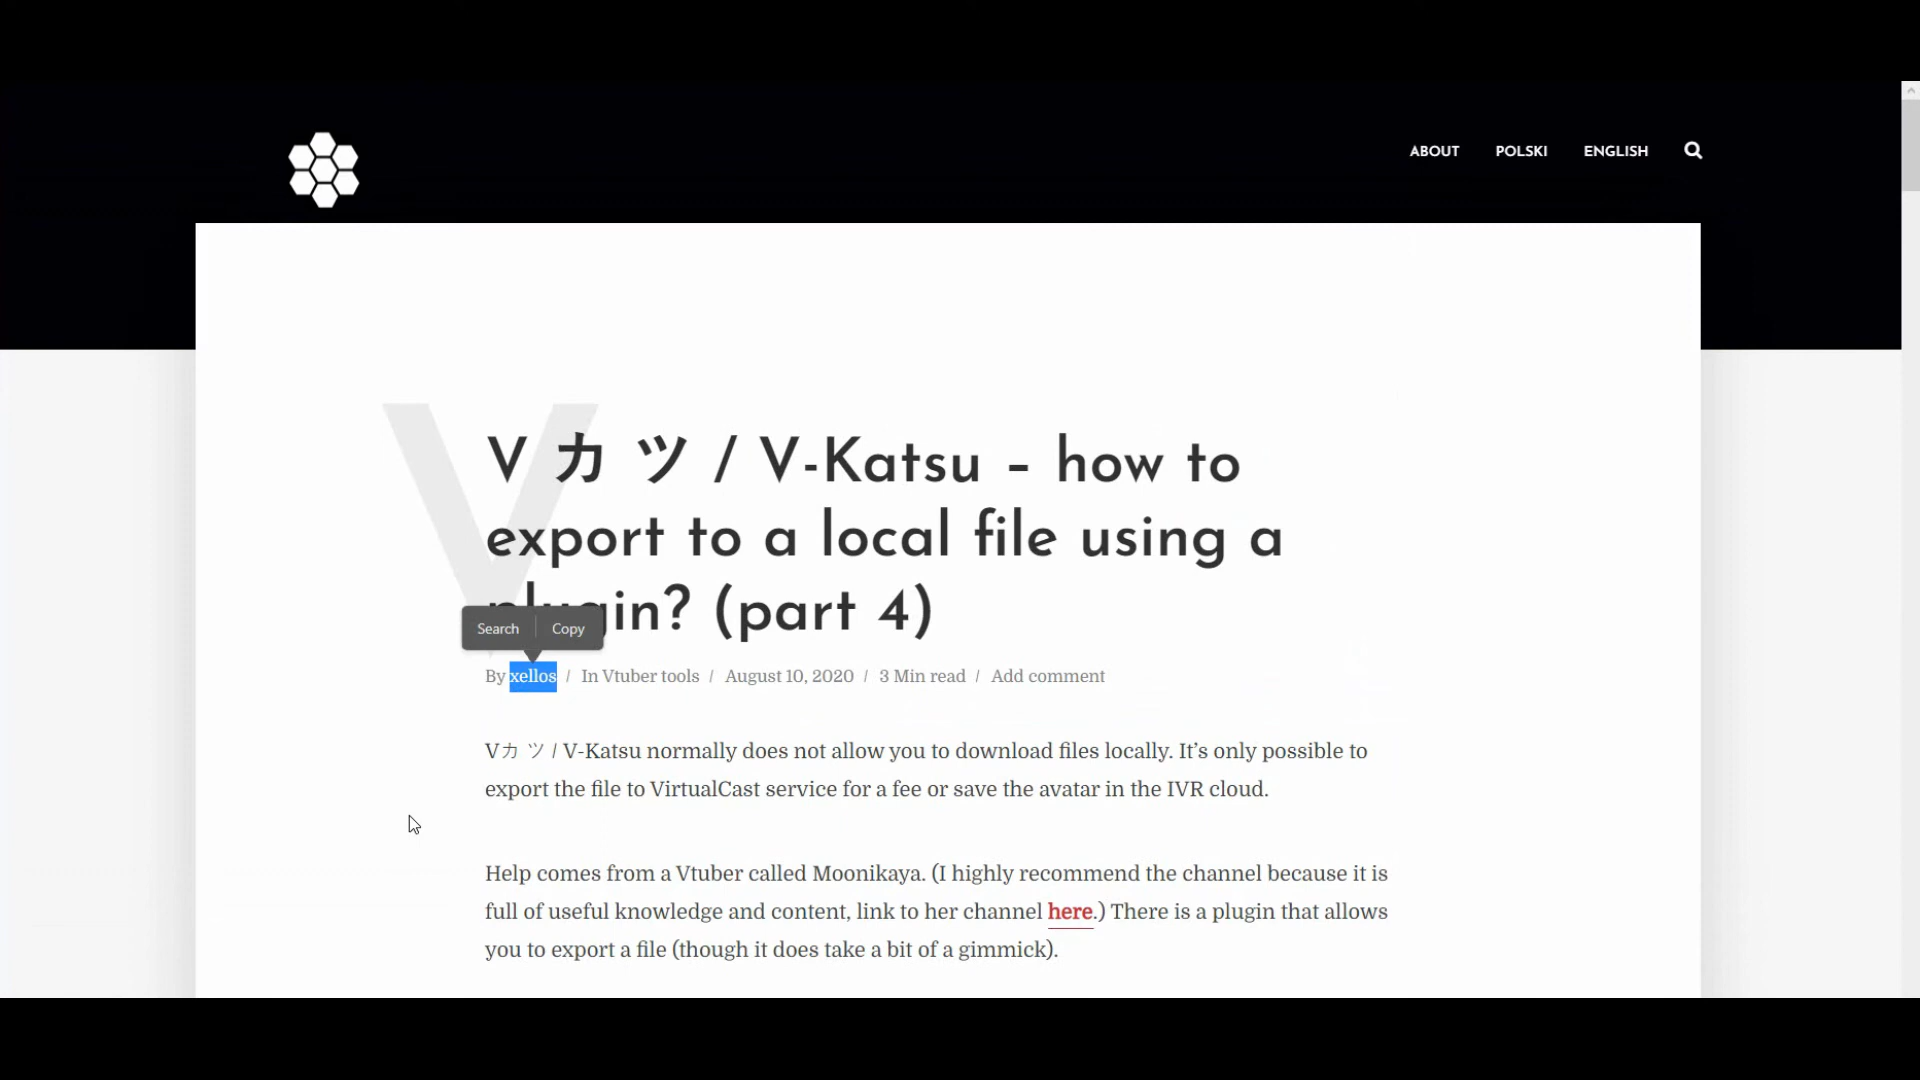 ABOUT POLSKI ENGLISH
V カ ツ / V-Katsu – how to
export to a local file using a
plugin? (part 4)
Search Copy
By xellos / In Vtuber tools / August 10, 2020 / 3 Min read / Add comment
Vカ ツ / V-Katsu normally does not allow you to download files locally. It’s only possible to
export the file to VirtualCast service for a fee or save the avatar in the IVR cloud.
Help comes from a Vtuber called Moonikaya. (I highly recommend the channel because it is
full of useful knowledge and content, link to her channel here.) There is a plugin that allows
you to export a file (though it does take a bit of a gimmick).